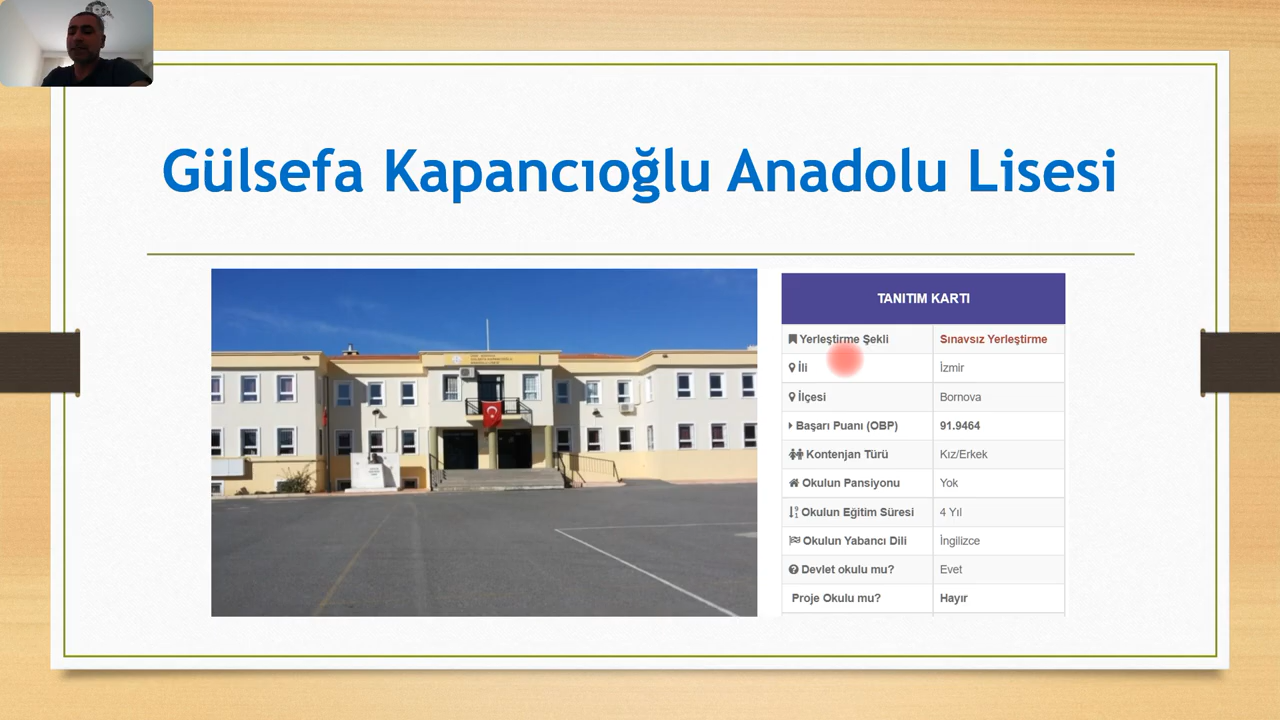 Gülsefa Kapancıoğlu Anadolu Lisesi
TANITIM KARTI
Yerleştirme Şekli Sınavsız Yerleştirme
İli İzmir
İlçesi Bornova
Başarı Puanı (OBP) 91.9464
Kontenjan Türü Kız/Erkek
Okulun Pansiyonu Yok
Okulun Eğitim Süresi 4 Yıl
Okulun Yabancı Dili İngilizce
Devlet okulu mu? Evet
Proje Okulu mu? Hayır